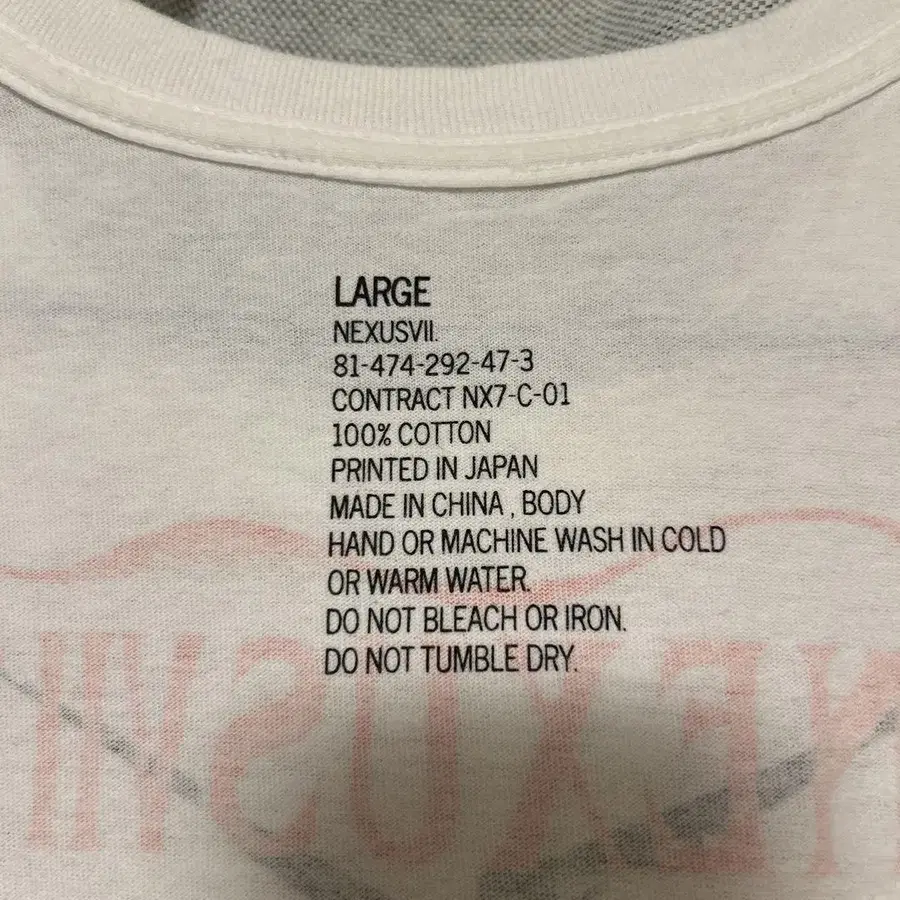 LARGE
NEXUSVII.
81-474-292-47-3
CONTRACT NX7-C-01
100% COTTON
PRINTED IN JAPAN
MADE IN CHINA , BODY
HAND OR MACHINE WASH IN COLD
OR WARM WATER.
DO NOT BLEACH OR IRON.
DO NOT TUMBLE DRY.
NEXUSVII